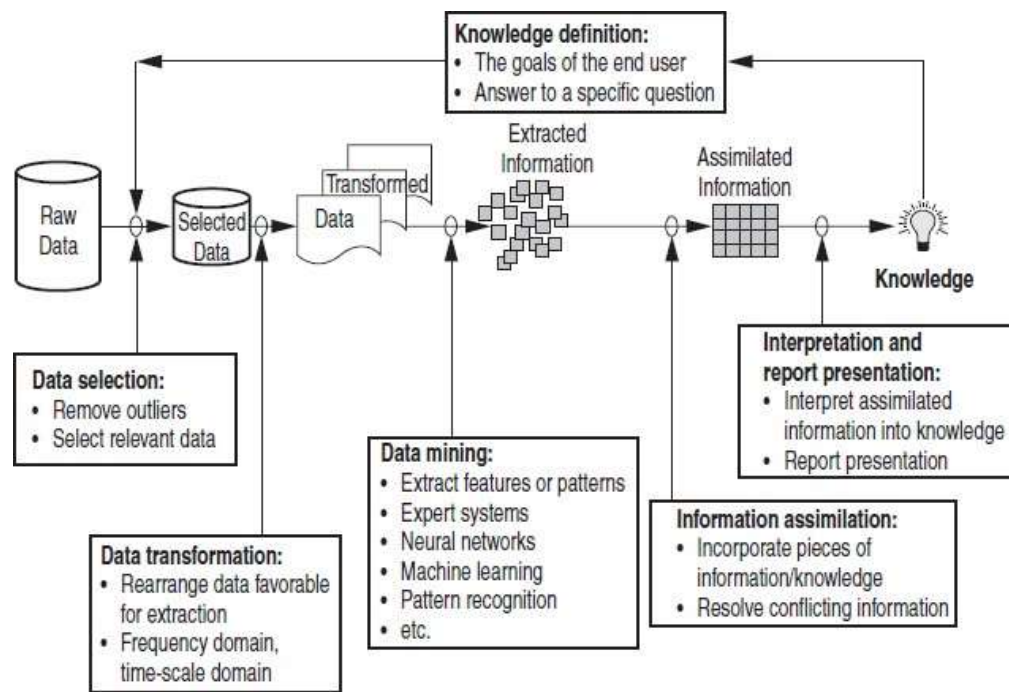 Knowledge definition:
• The goals of the end user
• Answer to a specific question
Extracted
Information
Assimilated
Information
Raw
Data
Selected
Data
Transformed
Data
Knowledge
Data selection:
• Remove outliers
• Select relevant data
Interpretation and
report presentation:
• Interpret assimilated
information into knowledge
• Report presentation
Data mining:
• Extract features or patterns
• Expert systems
• Neural networks
• Machine learning
• Pattern recognition
• etc.
Information assimilation:
• Incorporate pieces of
information/knowledge
• Resolve conflicting information
Data transformation:
• Rearrange data favorable
for extraction
• Frequency domain,
time-scale domain